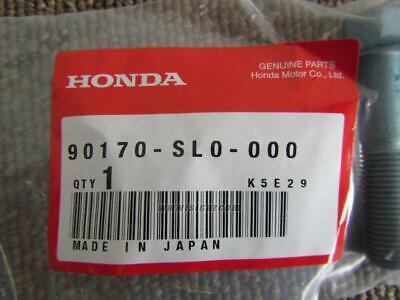 HONDA
GENUINE PARTS
Honda Motor Co., Ltd.
90170-SL0-000
QTY 1 K5E29
MADE IN JAPAN